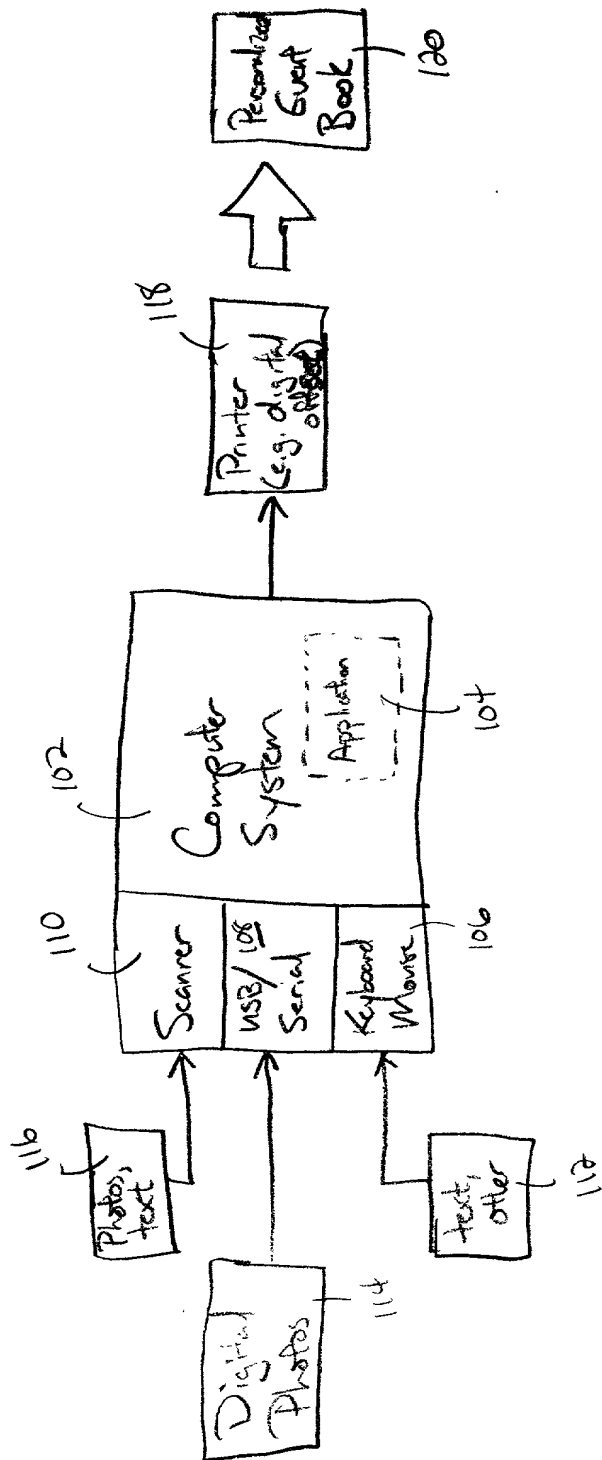 116
Photos,
text
Digital
Photos
114
text,
other
112
110
Scanner
USB/ 108
Serial
Keyboard
Mouse
106
102
Computer
System
Application
104
118
Printer
(e.g. digital
offset)
Personalized
Event
Book
120